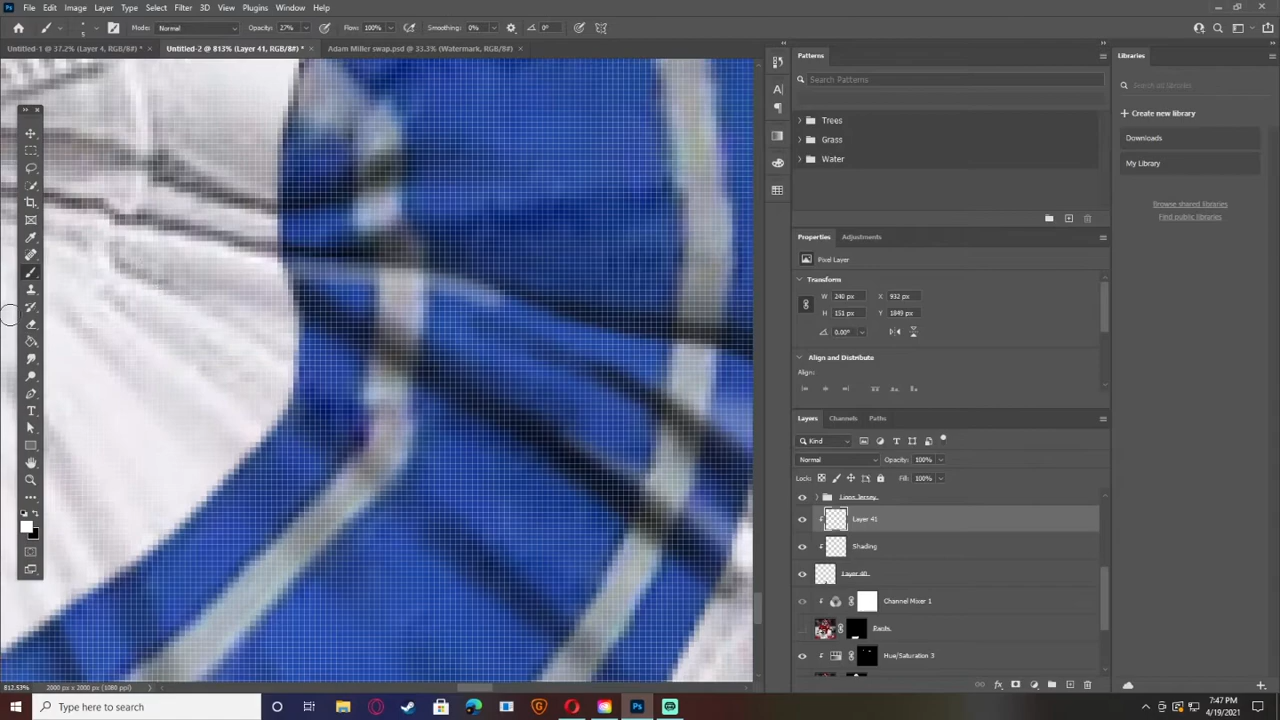 File Edit Image Layer Type Select Filter 3D View Plugins Window Help
5 Mode: Normal Opacity: 27% Flow: 100% Smoothing: 0% 0°
Untitled-1 @ 37.2% (Layer 4, RGB/8#) * × Untitled-2 @ 813% (Layer 41, RGB/8#) * × Adam Miller swap.psd @ 33.3% (Watermark, RGB/8#) ×
Patterns
Search Patterns
Trees
Grass
Water
Libraries
Search all libraries
Create new library
Downloads
My Library
Browse shared libraries
Find public libraries
Properties Adjustments
Pixel Layer
Transform
W 240 px X 932 px
H 151 px Y 1849 px
0.00°
Align and Distribute
Align:
Layers Channels Paths
Kind
Normal Opacity: 100%
Lock: Fill: 100%
Lions Jersey
Layer 41
Shading
Layer 40
Channel Mixer 1
Pants
Hue/Saturation 3
812.53% 2000 px x 2000 px (1080 ppi)
Type here to search
7:47 PM
4/19/2021